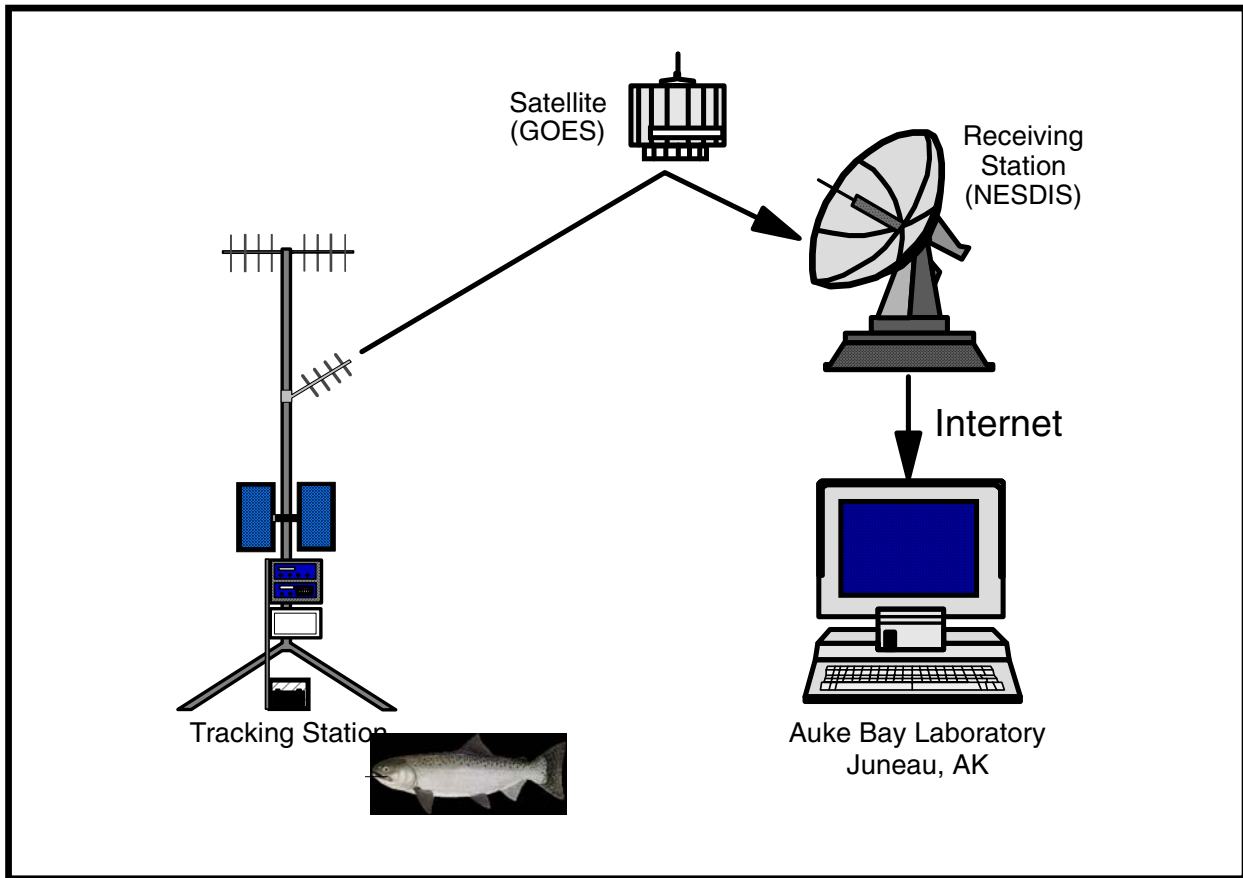 Satellite
(GOES)
Receiving
Station
(NESDIS)
Internet
Tracking Station
Auke Bay Laboratory
Juneau, AK